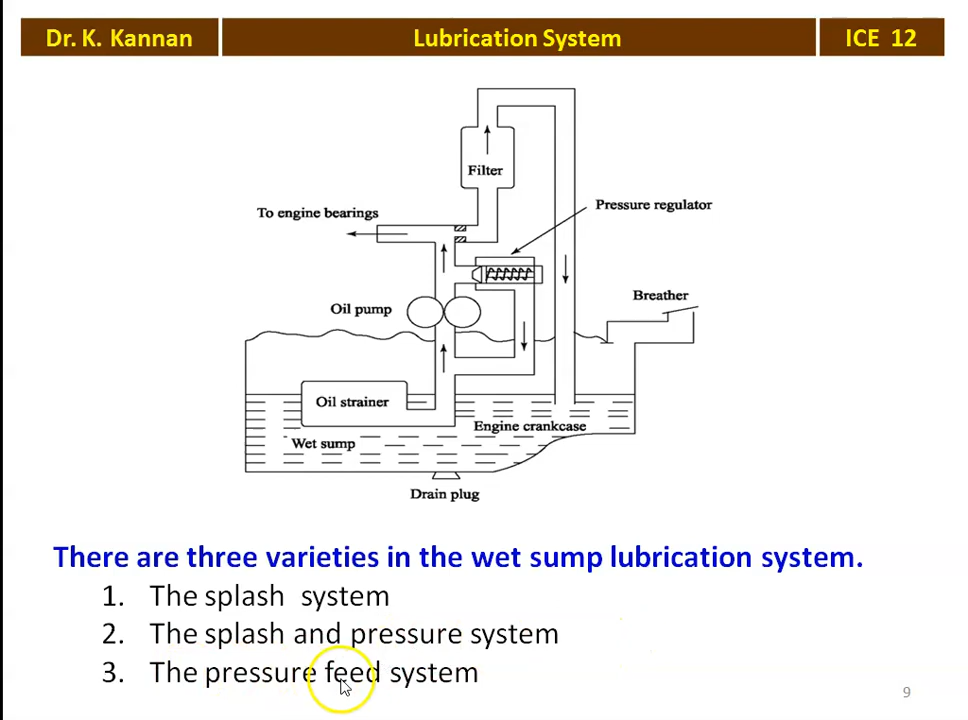 Dr. K. Kannan
Lubrication System
ICE 12
Filter
To engine bearings
Pressure regulator
Oil pump
Breather
Oil strainer
Engine crankcase
Wet sump
Drain plug
There are three varieties in the wet sump lubrication system.
1. The splash system
2. The splash and pressure system
3. The pressure feed system
9